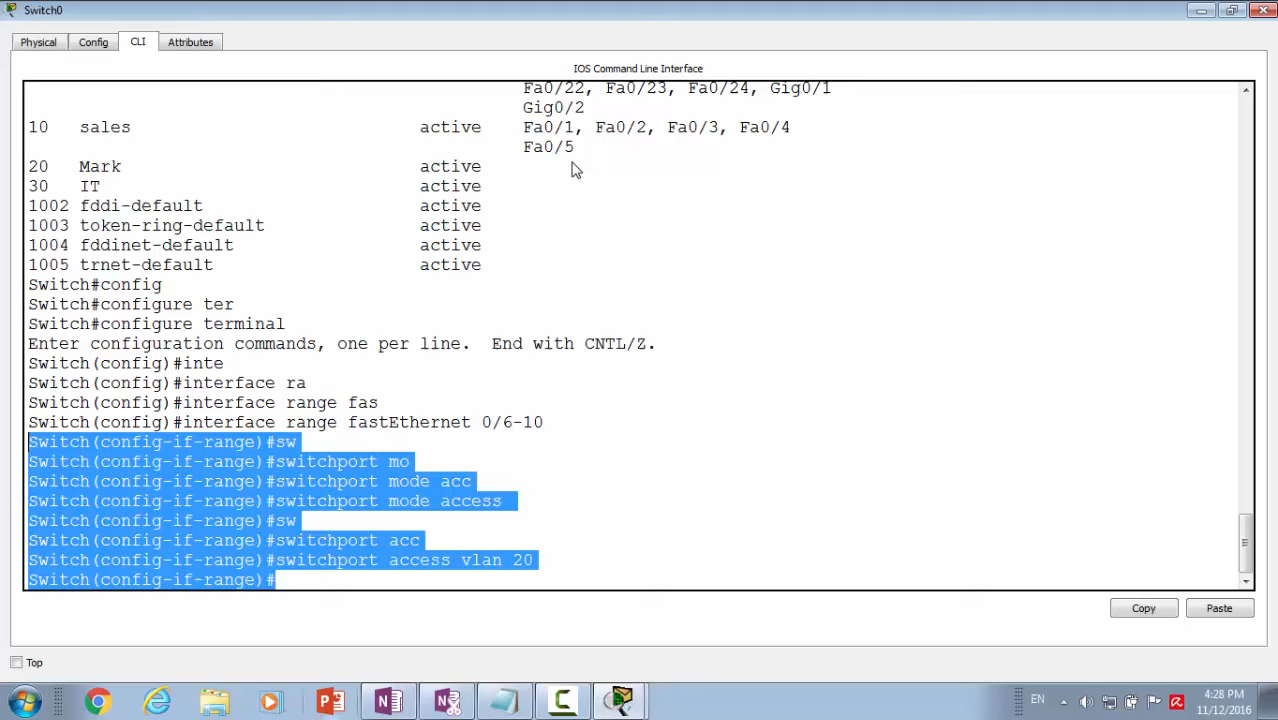 Switch0
Physical Config CLI Attributes
IOS Command Line Interface
Fa0/22, Fa0/23, Fa0/24, Gig0/1
Gig0/2
10 sales active Fa0/1, Fa0/2, Fa0/3, Fa0/4
Fa0/5
20 Mark active
30 IT active
1002 fddi-default active
1003 token-ring-default active
1004 fddinet-default active
1005 trnet-default active
Switch#config
Switch#configure ter
Switch#configure terminal
Enter configuration commands, one per line. End with CNTL/Z.
Switch(config)#inte
Switch(config)#interface ra
Switch(config)#interface range fas
Switch(config)#interface range fastEthernet 0/6-10
Switch(config-if-range)#sw
Switch(config-if-range)#switchport mo
Switch(config-if-range)#switchport mode acc
Switch(config-if-range)#switchport mode access
Switch(config-if-range)#sw
Switch(config-if-range)#switchport acc
Switch(config-if-range)#switchport access vlan 20
Switch(config-if-range)#
Copy Paste
Top
EN 4:28 PM
11/12/2016